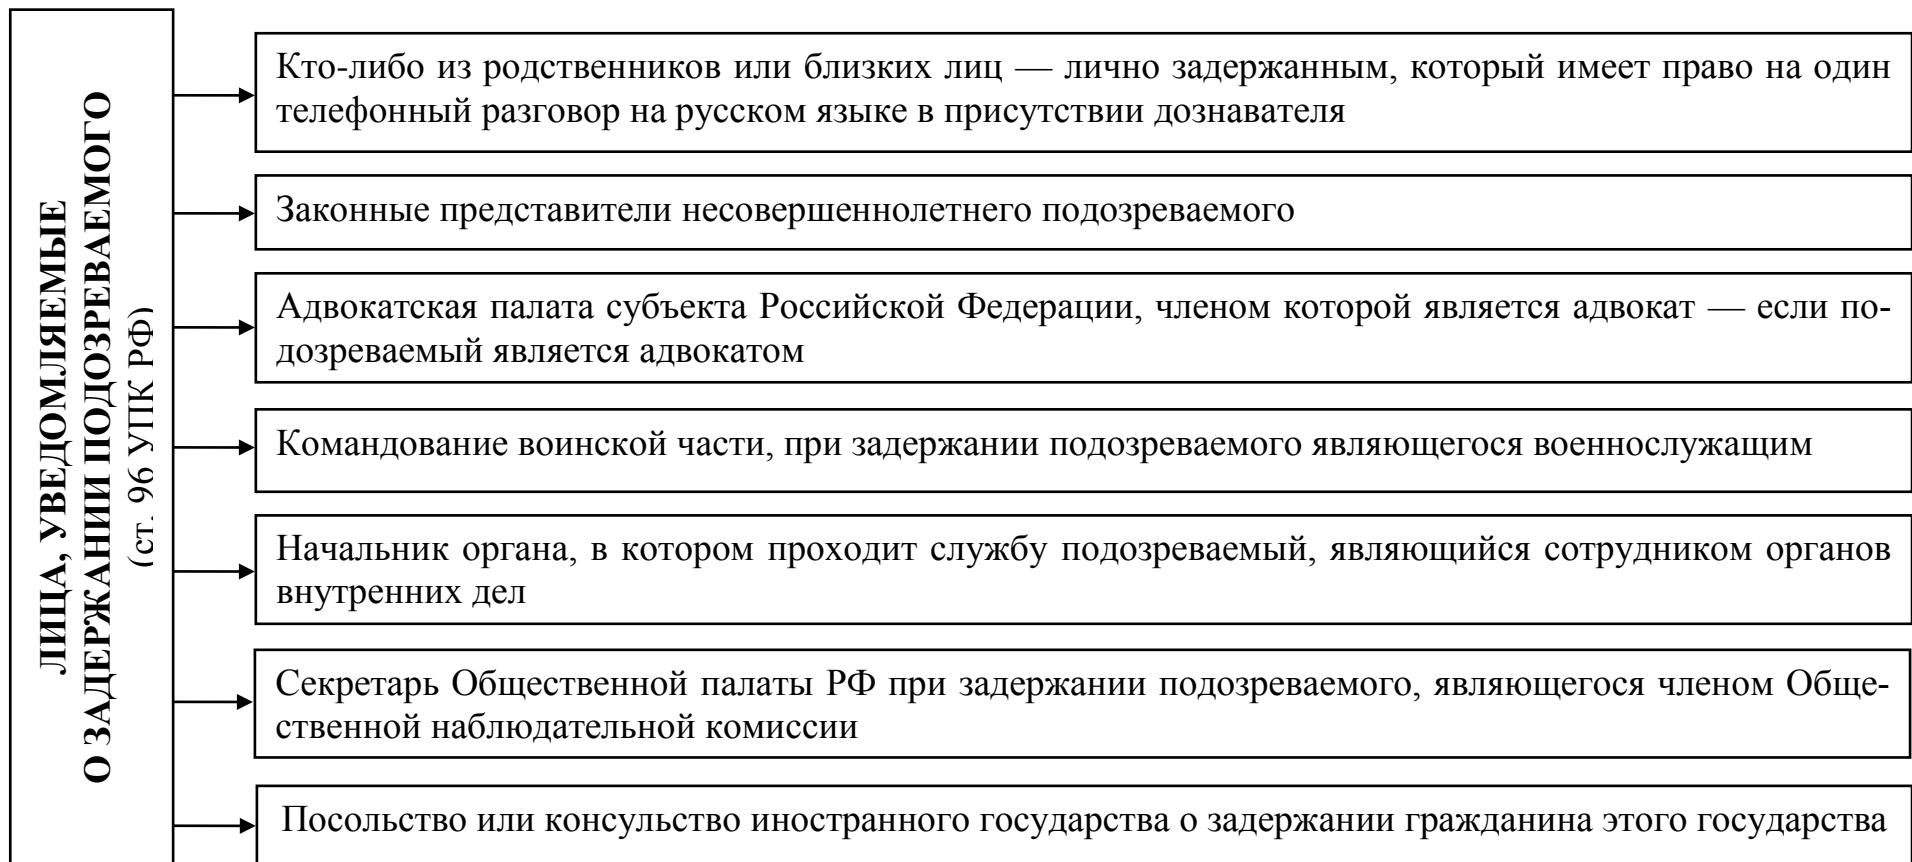 ЛИЦА, УВЕДОМЛЯЕМЫЕ
О ЗАДЕРЖАНИИ ПОДОЗРЕВАЕМОГО
(ст. 96 УПК РФ)
Кто-либо из родственников или близких лиц — лично задержанным, который имеет право на один
телефонный разговор на русском языке в присутствии дознавателя
Законные представители несовершеннолетнего подозреваемого
Адвокатская палата субъекта Российской Федерации, членом которой является адвокат — если по-
дозреваемый является адвокатом
Командование воинской части, при задержании подозреваемого являющегося военнослужащим
Начальник органа, в котором проходит службу подозреваемый, являющийся сотрудником органов
внутренних дел
Секретарь Общественной палаты РФ при задержании подозреваемого, являющегося членом Обще-
ственной наблюдательной комиссии
Посольство или консульство иностранного государства о задержании гражданина этого государства